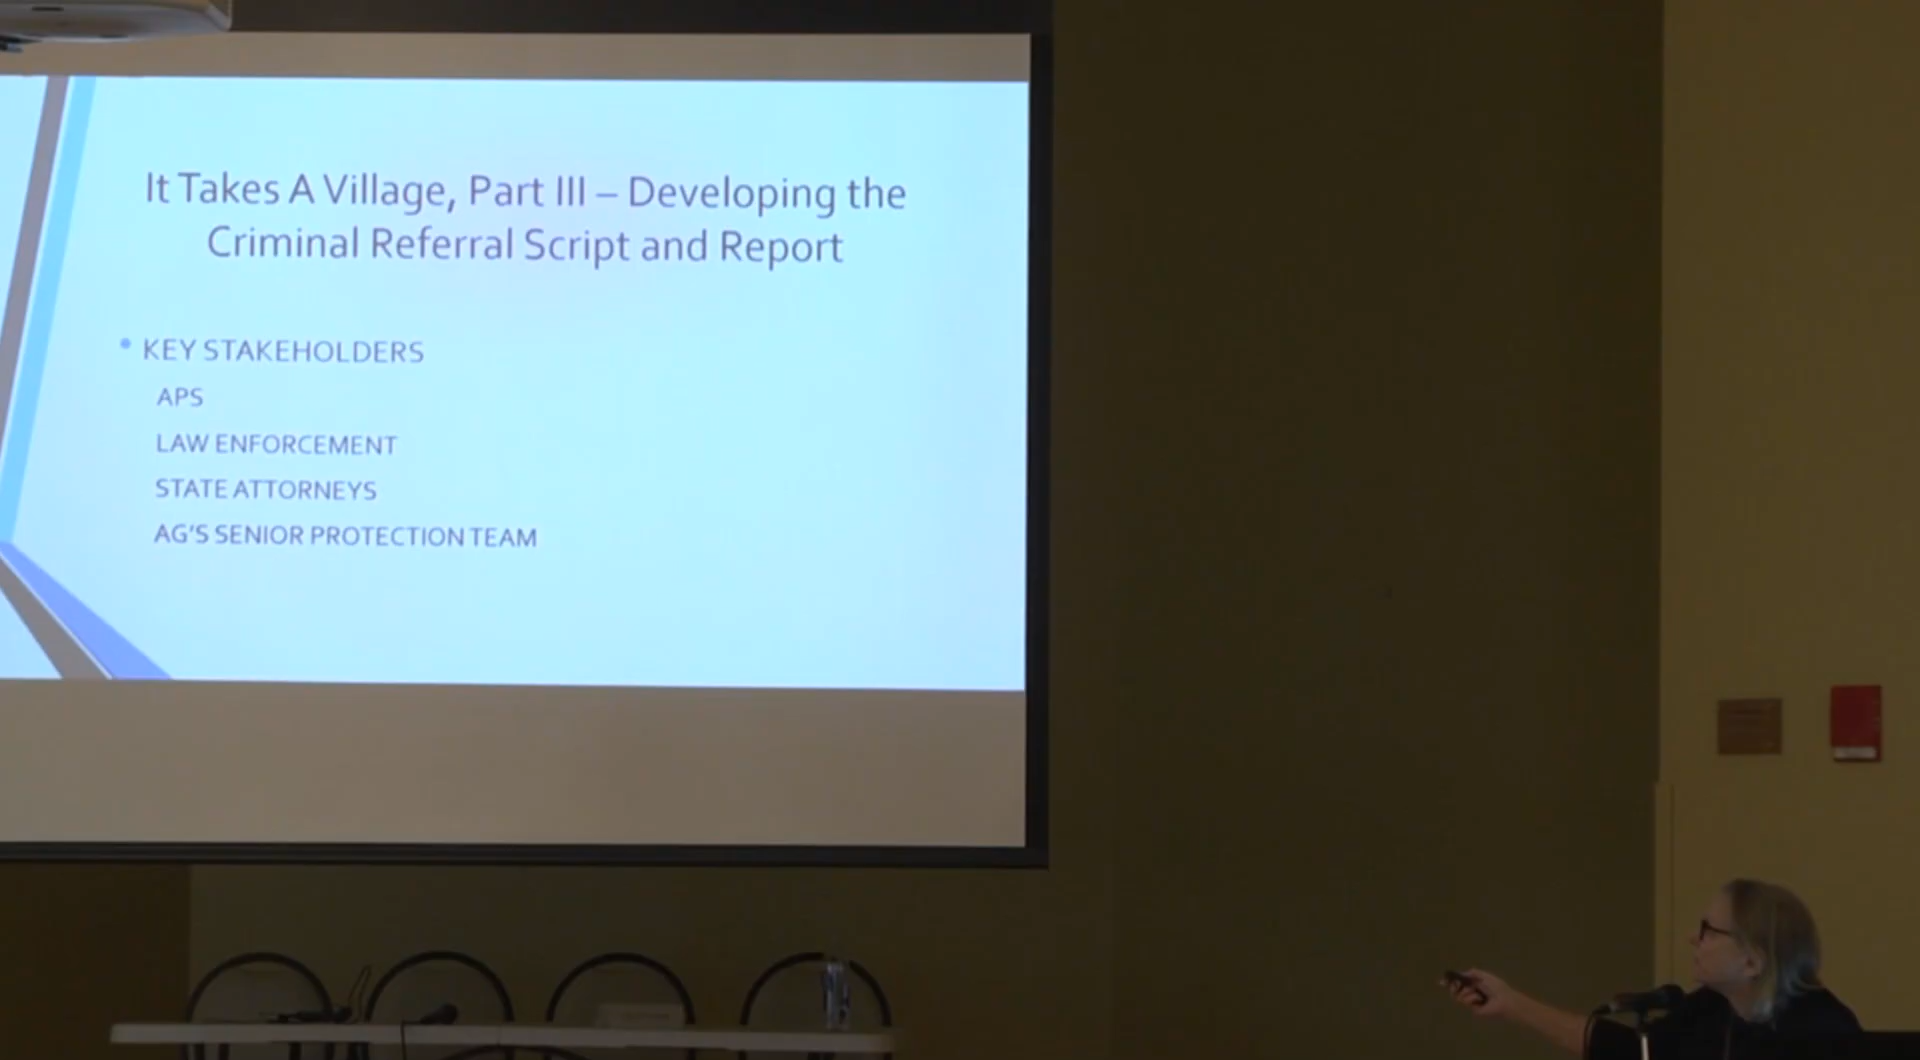 It Takes A Village, Part III – Developing the
Criminal Referral Script and Report
• KEY STAKEHOLDERS
APS
LAW ENFORCEMENT
STATE ATTORNEYS
AG'S SENIOR PROTECTION TEAM